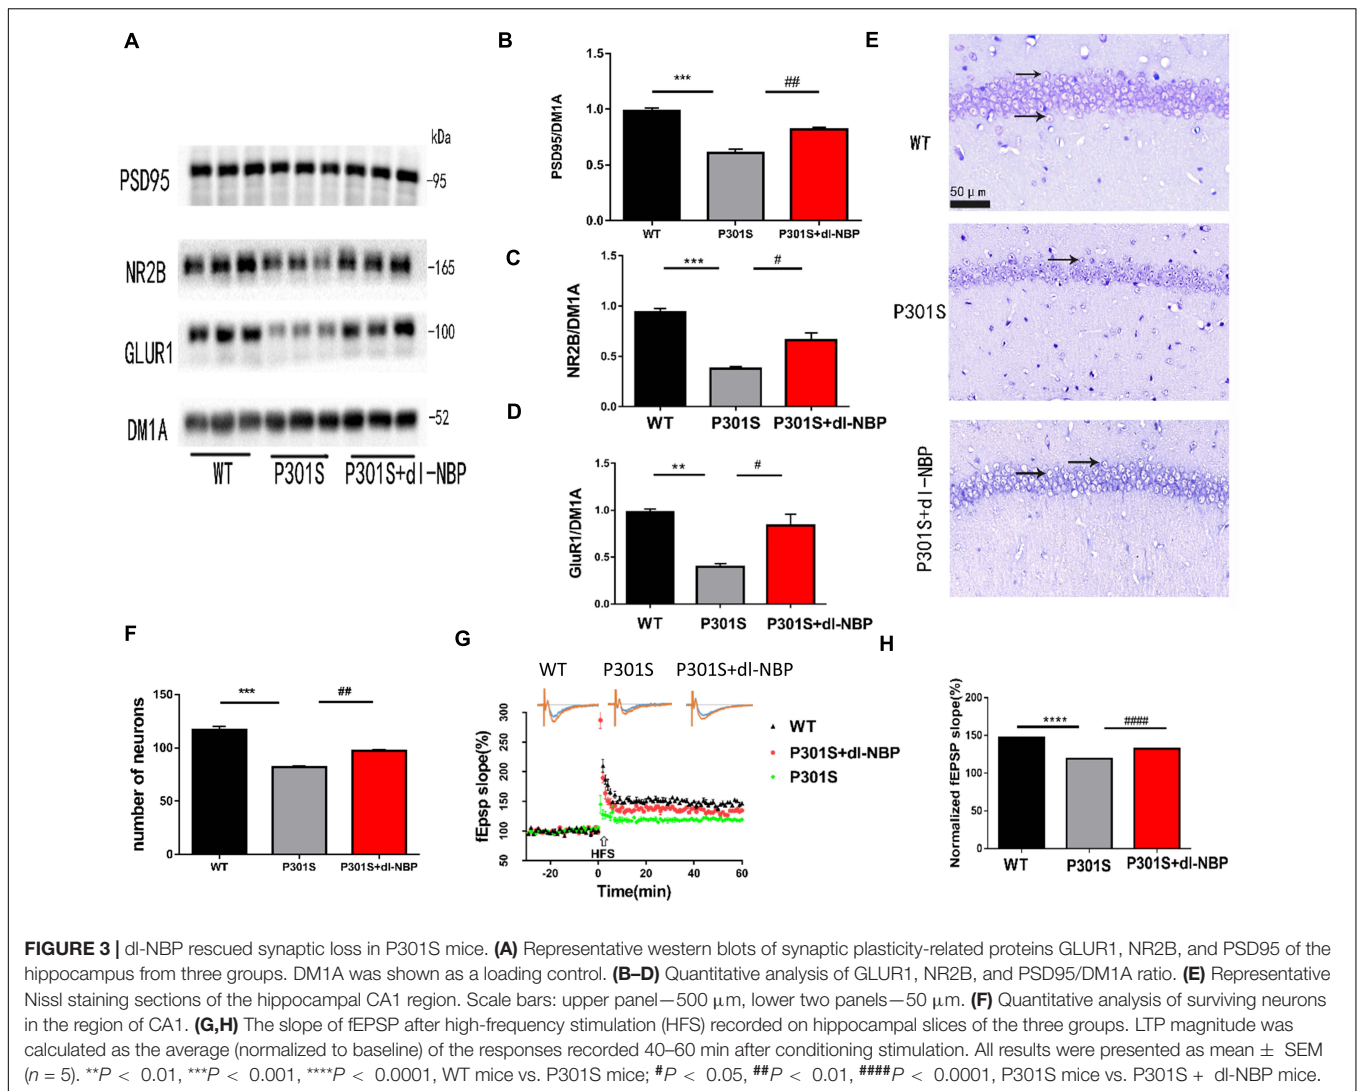 A
kDa
PSD95
-95
NR2B
-165
GLUR1
-100
DM1A
-52
WT
P301S
P301S+dl-NBP
B
PSD95/DM1A
1.5
1.0
0.5
0.0
***
##
WT
P301S
P301S+dl-NBP
C
NR2B/DM1A
1.5
1.0
0.5
0.0
***
#
WT
P301S
P301S+dl-NBP
D
GluR1/DM1A
1.5
1.0
0.5
0.0
**
#
WT
P301S
P301S+dl-NBP
E
WT
50 μm
P301S
P301S+dl-NBP
F
number of neurons
150
100
50
0
***
##
WT
P301S
P301S+dl-NBP
G
WT
P301S
P301S+dl-NBP
fEpsp slope(%)
300
250
200
150
100
50
WT
P301S+dl-NBP
P301S
HFS
-20
0
20
40
60
Time(min)
H
Normalized fEPSP slope(%)
200
150
100
50
0
****
####
WT
P301S
P301S+dl-NBP
FIGURE 3 | dl-NBP rescued synaptic loss in P301S mice. (A) Representative western blots of synaptic plasticity-related proteins GLUR1, NR2B, and PSD95 of the
hippocampus from three groups. DM1A was shown as a loading control. (B–D) Quantitative analysis of GLUR1, NR2B, and PSD95/DM1A ratio. (E) Representative
Nissl staining sections of the hippocampal CA1 region. Scale bars: upper panel—500 μm, lower two panels—50 μm. (F) Quantitative analysis of surviving neurons
in the region of CA1. (G,H) The slope of fEPSP after high-frequency stimulation (HFS) recorded on hippocampal slices of the three groups. LTP magnitude was
calculated as the average (normalized to baseline) of the responses recorded 40–60 min after conditioning stimulation. All results were presented as mean ± SEM
(n = 5). **P < 0.01, ***P < 0.001, ****P < 0.0001, WT mice vs. P301S mice; #P < 0.05, ##P < 0.01, ####P < 0.0001, P301S mice vs. P301S + dl-NBP mice.